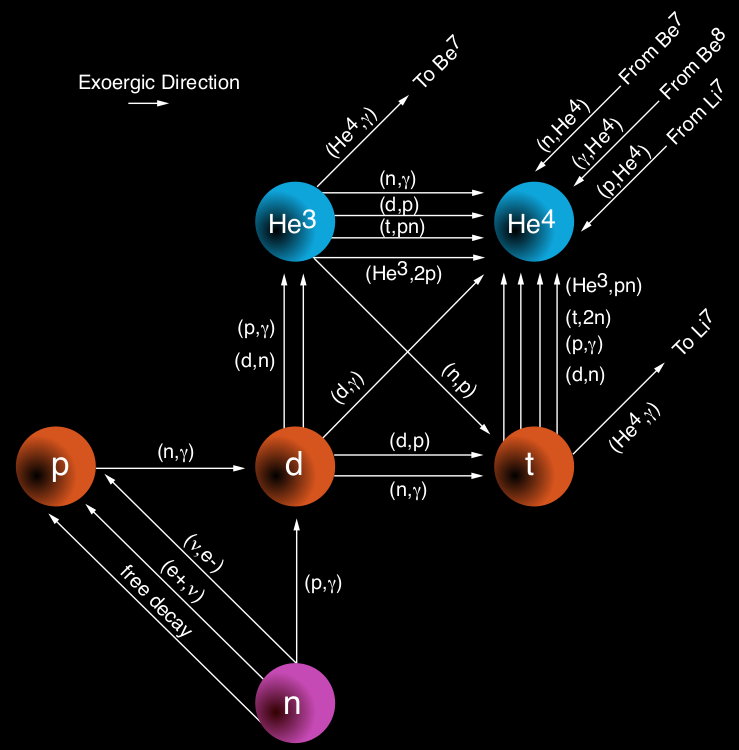 To Be⁷
From Be⁷
From Be⁸
From Li⁷
Exoergic Direction
(He⁴,γ)
(n,He⁴)
(γ,He⁴)
(p,He⁴)
(n,γ)
(d,p)
(t,pn)
(He³,2p)
He³
He⁴
(p,γ)
(d,n)
(d,γ)
(n,p)
(He³,pn)
(t,2n)
(p,γ)
(d,n)
To Li⁷
(He⁴,γ)
p
(n,γ)
d
(d,p)
(n,γ)
t
(ν,e-)
(e+,ν)
free decay
(p,γ)
n